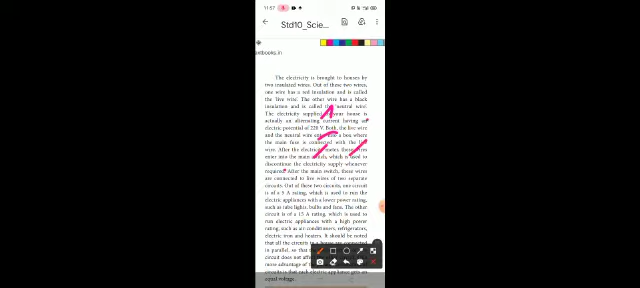 11:57
Std10_Scie...
extbooks.in
The electricity is brought to houses by
two insulated wires. Out of these two wires,
one wire has a red insulation and is called
the 'live wire'. The other wire has a black
insulation and is called the 'neutral wire'.
The electricity supplied to your house is
actually an alternating current having an
electric potential of 220 V. Both, the live wire
and the neutral wire enter into a box where
the main fuse is connected with the live
wire. After the electricity meter, these wires
enter into the main switch, which is used to
discontinue the electricity supply whenever
required. After the main switch, these wires
are connected to live wires of two separate
circuits. Out of these two circuits, one circuit
is of a 5 A rating, which is used to run the
electric appliances with a lower power rating,
such as tube lights, bulbs and fans. The other
circuit is of a 15 A rating, which is used to
run electric appliances with a high power
rating, such as air conditioners, refrigerators,
electric iron and heaters. It should be noted
that all the circuits in a house are connected
in parallel, so that
circuit does not
more advantage of
circuits is that each electric appliance gets an
equal voltage.